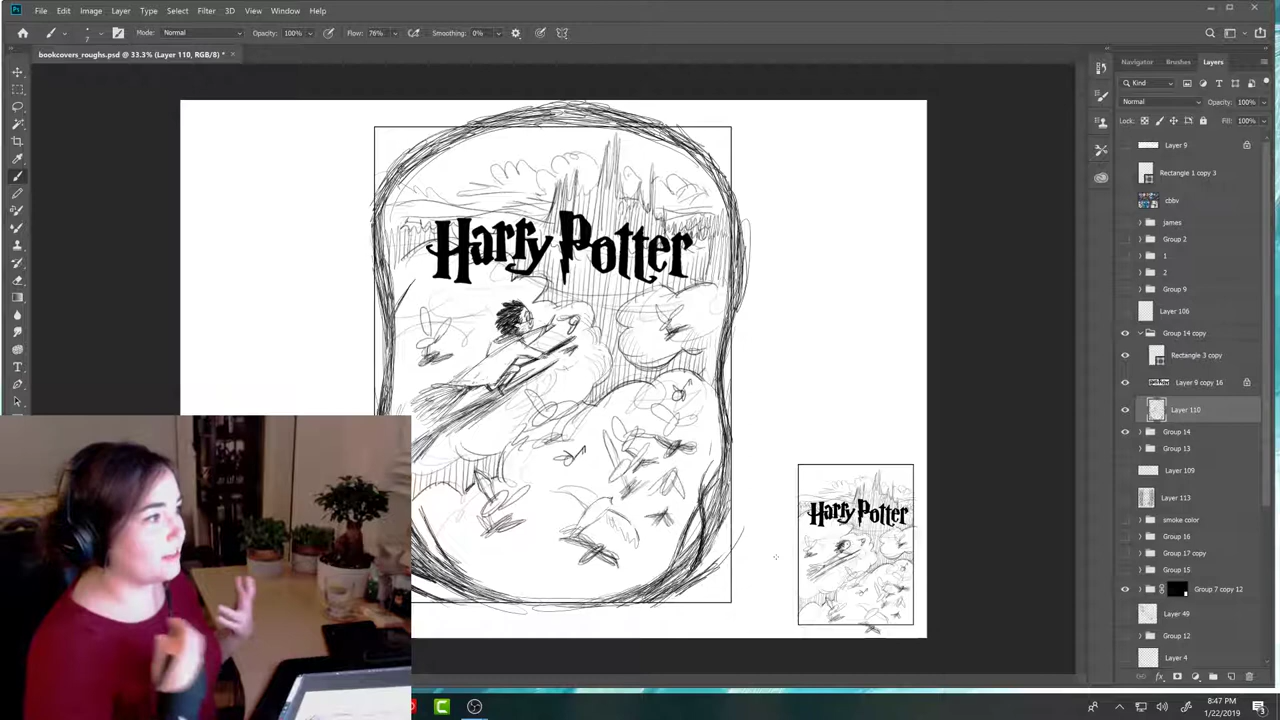 File Edit Image Layer Type Select Filter 3D View Window Help
7 Mode: Normal Opacity: 100% Flow: 76% Smoothing: 0%
bookcovers_roughs.psd @ 33.3% (Layer 110, RGB/8) *
Navigator Brushes Layers
Kind
Normal Opacity: 100%
Lock: Fill: 100%
Layer 9
Rectangle 1 copy 3
cbbv
james
Group 2
1
2
Group 9
Layer 106
Group 14 copy
Rectangle 3 copy
Layer 9 copy 16
Layer 110
Group 14
Group 13
Layer 109
Layer 113
smoke color
Group 16
Group 17 copy
Group 15
Group 7 copy 12
Layer 49
Group 12
Layer 4
Harry Potter
Harry Potter
8:47 PM
1/22/2019